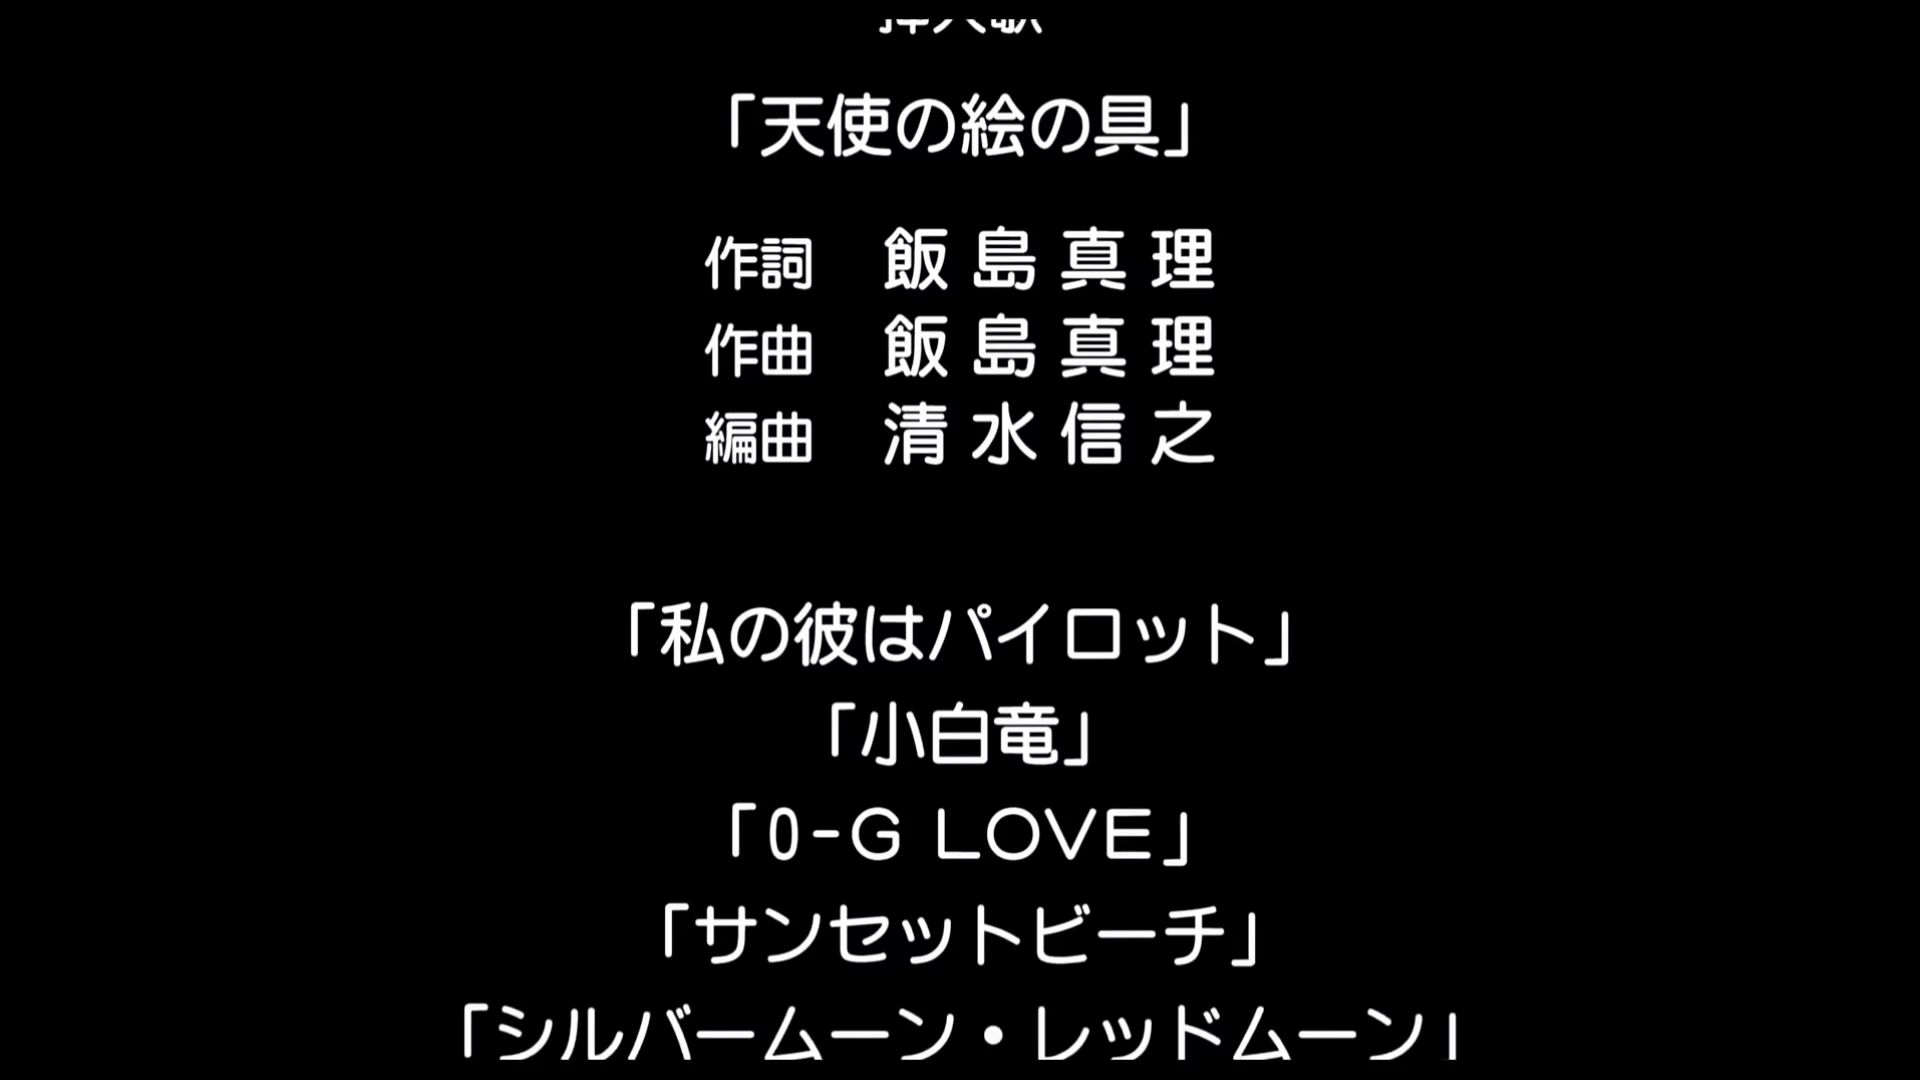 挿入歌
「天使の絵の具」
作詞 飯島真理
作曲 飯島真理
編曲 清水信之
「私の彼はパイロット」
「小白竜」
「0-G LOVE」
「サンセットビーチ」
「シルバームーン・レッドムーン」